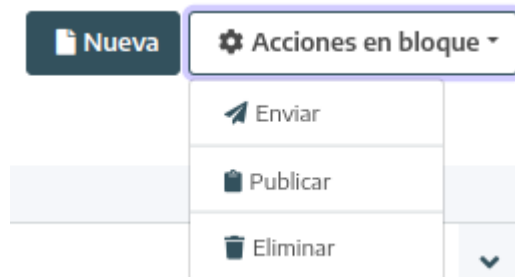 Nueva
Acciones en bloque
Enviar
Publicar
Eliminar